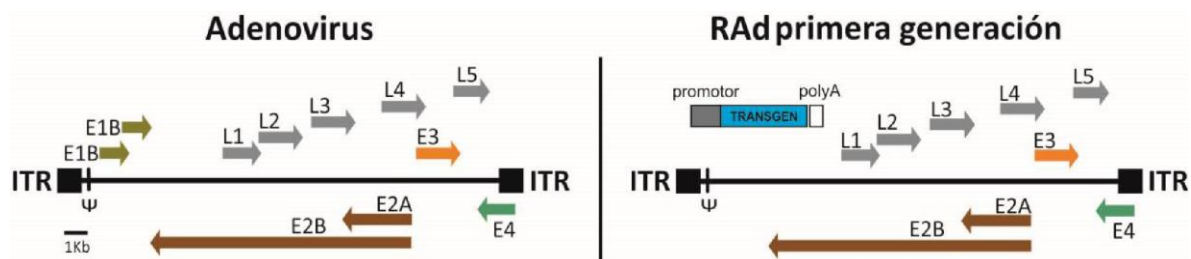 Adenovirus
L5
L4
L3
L2
L1
E1B
E1B
E3
ITR
ITR
Ψ
1Kb
E2A
E2B
E4
RAd primera generación
promotor
polyA
TRANSGEN
L5
L4
L3
L2
L1
E3
ITR
ITR
Ψ
E2A
E2B
E4